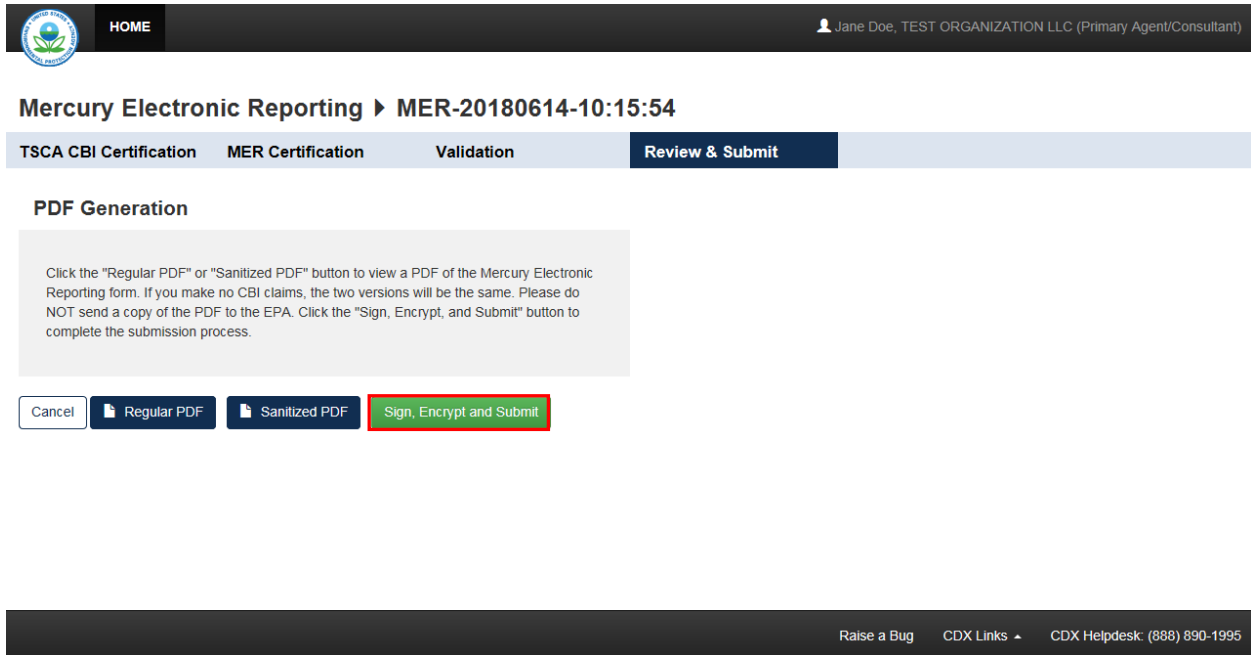 HOME
Jane Doe, TEST ORGANIZATION LLC (Primary Agent/Consultant)
Mercury Electronic Reporting ▶ MER-20180614-10:15:54
TSCA CBI Certification MER Certification Validation Review & Submit
PDF Generation
Click the "Regular PDF" or "Sanitized PDF" button to view a PDF of the Mercury Electronic
Reporting form. If you make no CBI claims, the two versions will be the same. Please do
NOT send a copy of the PDF to the EPA. Click the "Sign, Encrypt, and Submit" button to
complete the submission process.
Cancel Regular PDF Sanitized PDF Sign, Encrypt and Submit
Raise a Bug CDX Links ▲ CDX Helpdesk: (888) 890-1995